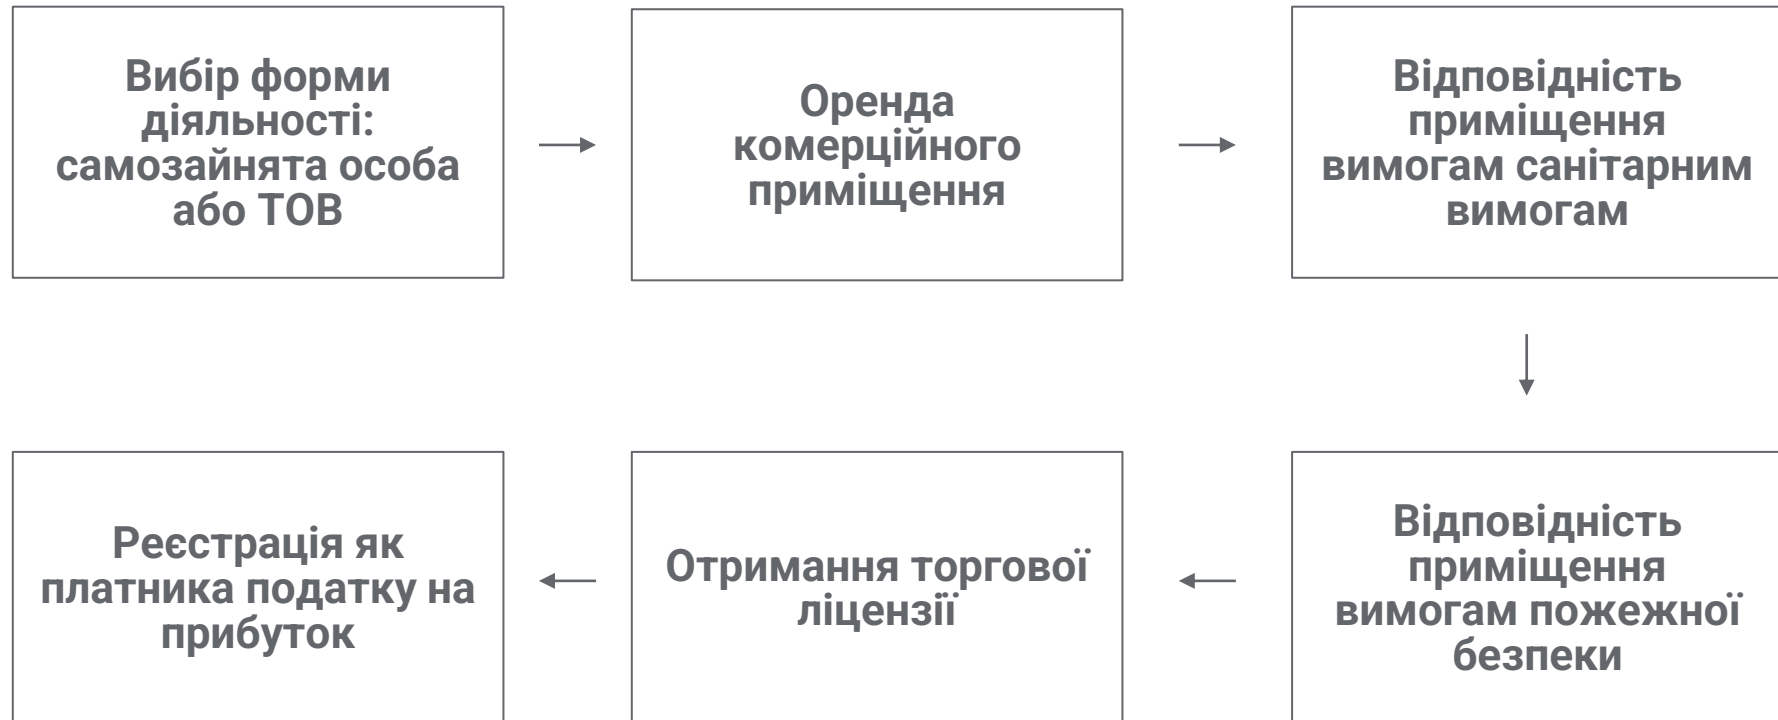 Вибір форми
діяльності:
самозайнята особа
або ТОВ
Оренда
комерційного
приміщення
Відповідність
приміщення
вимогам санітарним
вимогам
Відповідність
приміщення
вимогам пожежної
безпеки
Отримання торгової
ліцензії
Реєстрація як
платника податку на
прибуток